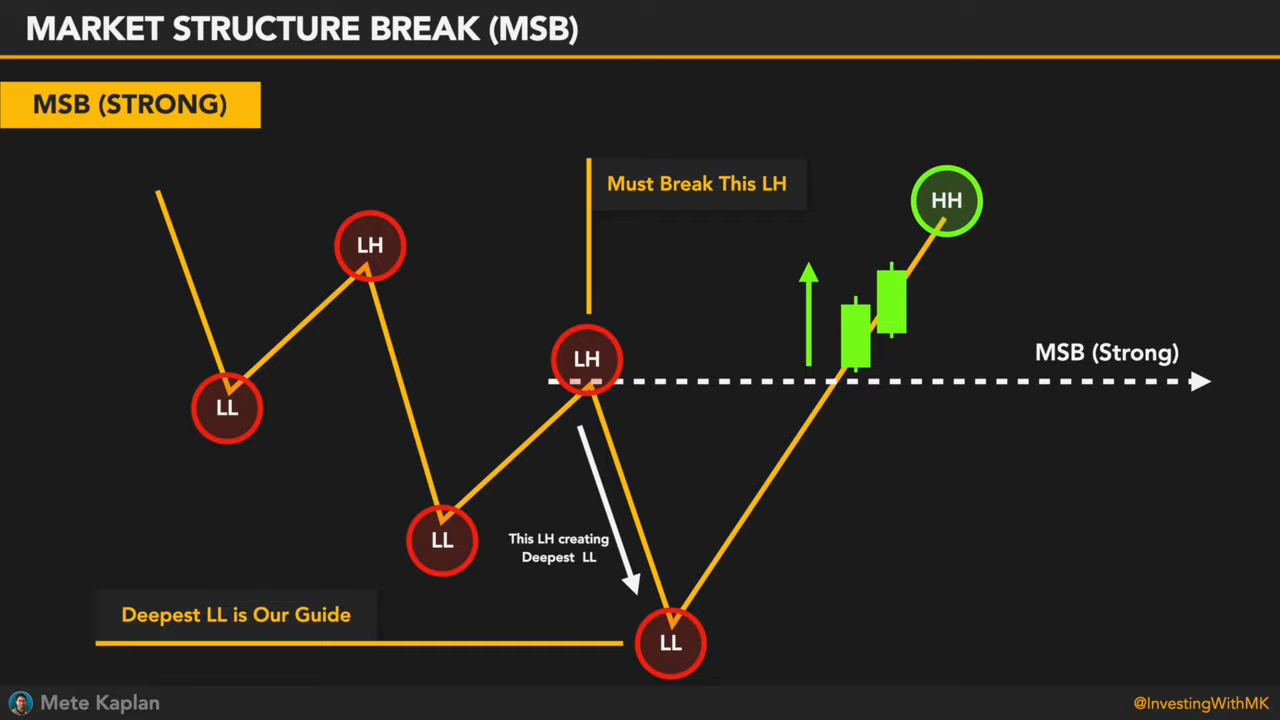 MARKET STRUCTURE BREAK (MSB)
MSB (STRONG)
Must Break This LH
HH
LH
LH
MSB (Strong)
LL
LL
This LH creating
Deepest LL
Deepest LL is Our Guide
LL
Mete Kaplan
@InvestingWithMK